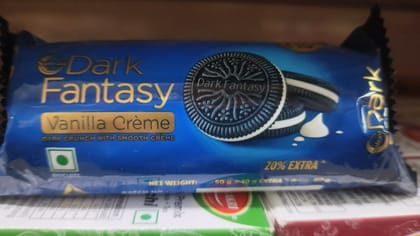 Dark
Fantasy
Vanilla Crème
DARK CRUNCH WITH SMOOTH CRÈME
Dark Fantasy
Dark
20% EXTRA
NET WEIGHT: